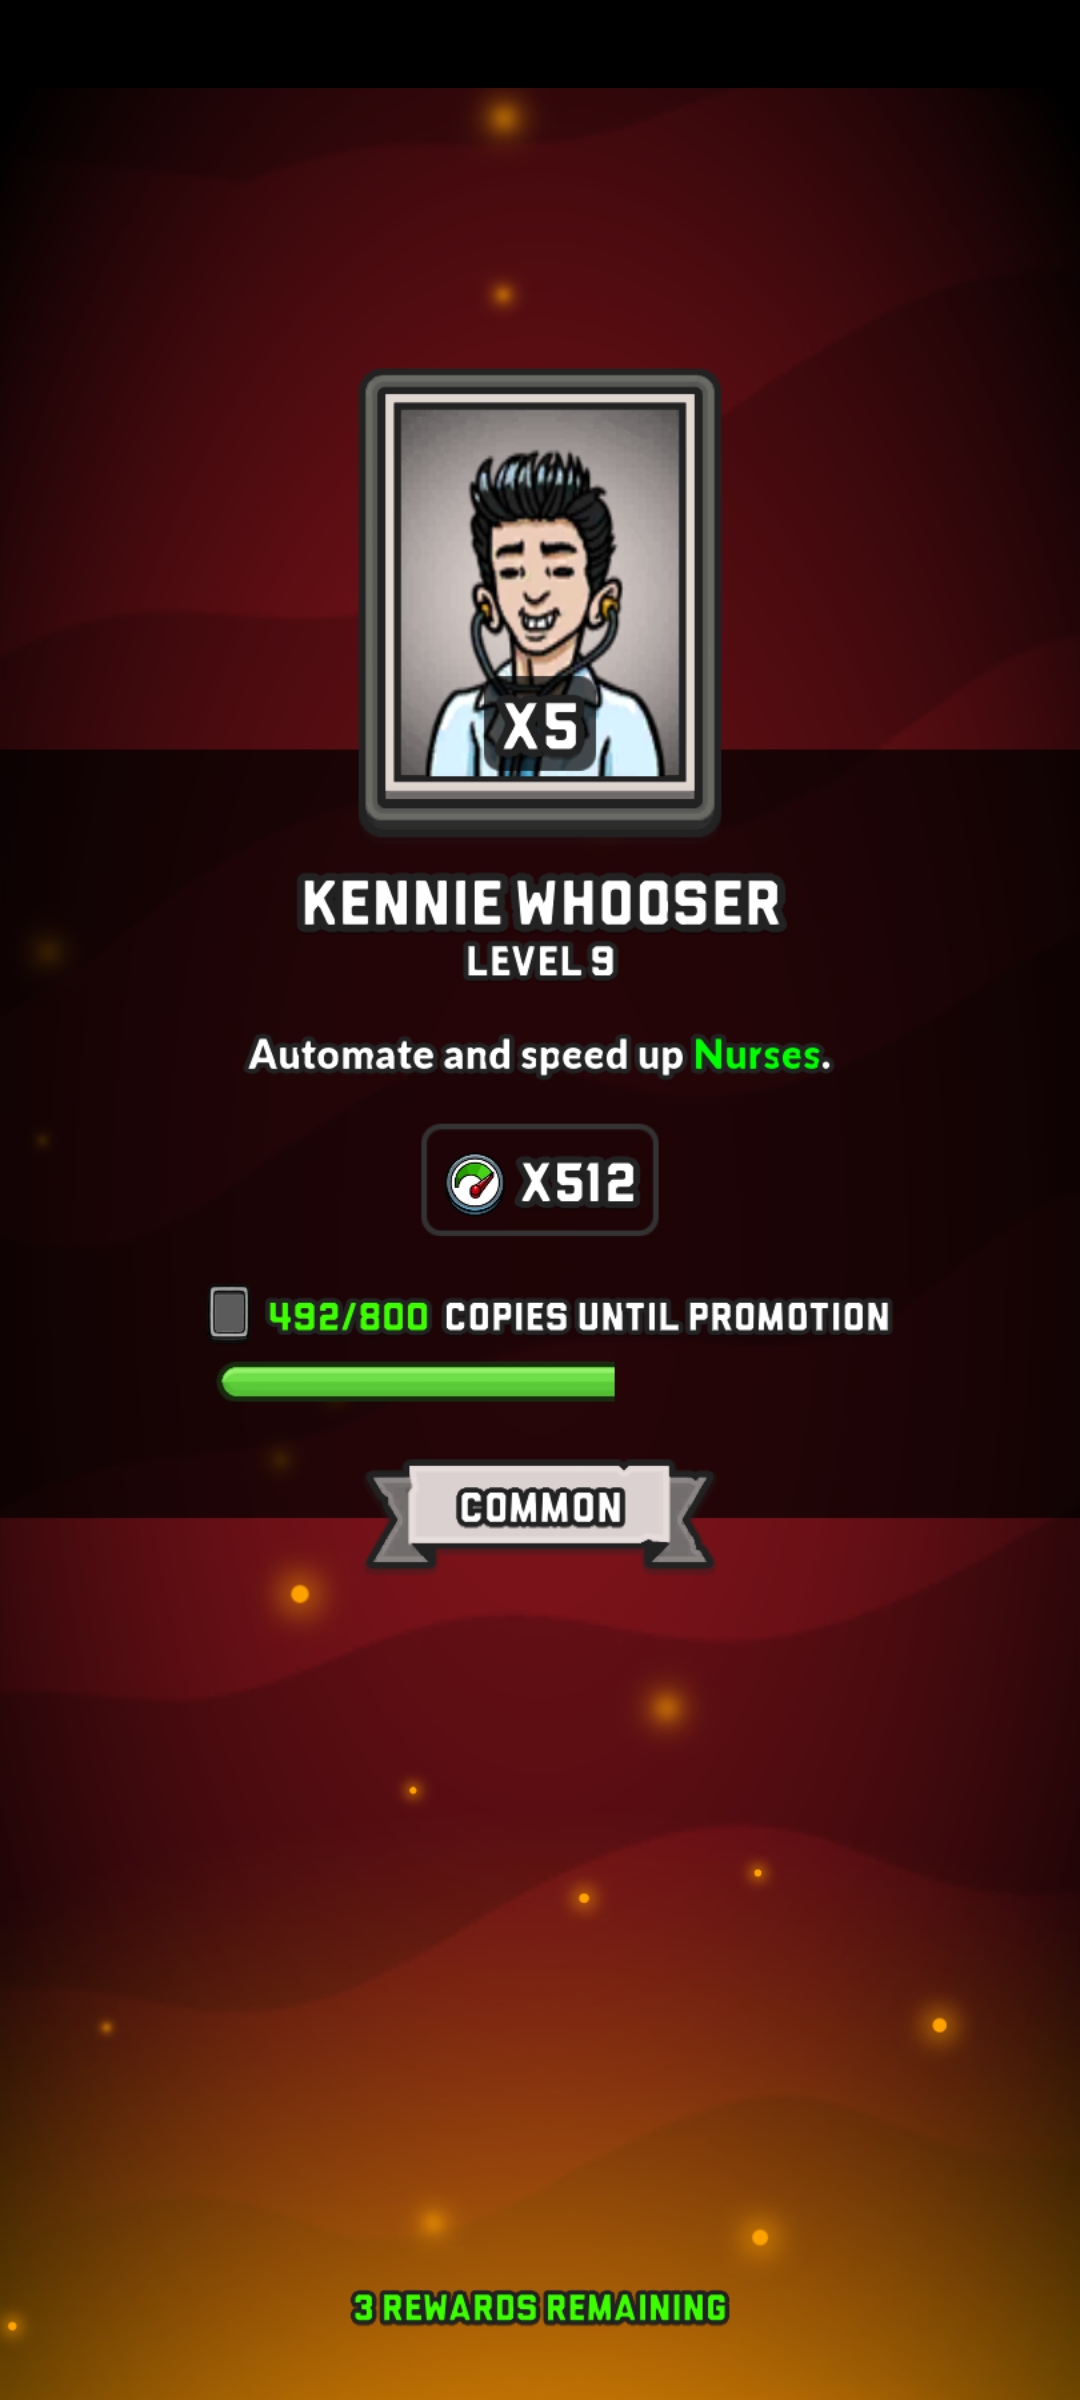 X5
KENNIE WHOOSER
LEVEL 9
Automate and speed up Nurses.
X512
492/800 COPIES UNTIL PROMOTION
COMMON
3 REWARDS REMAINING